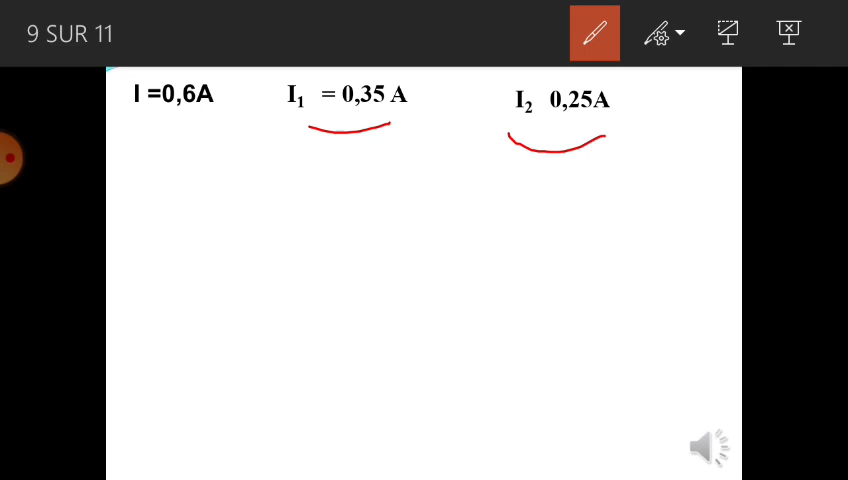 9 SUR 11
I =0,6A I₁ = 0,35 A I₂ 0,25A